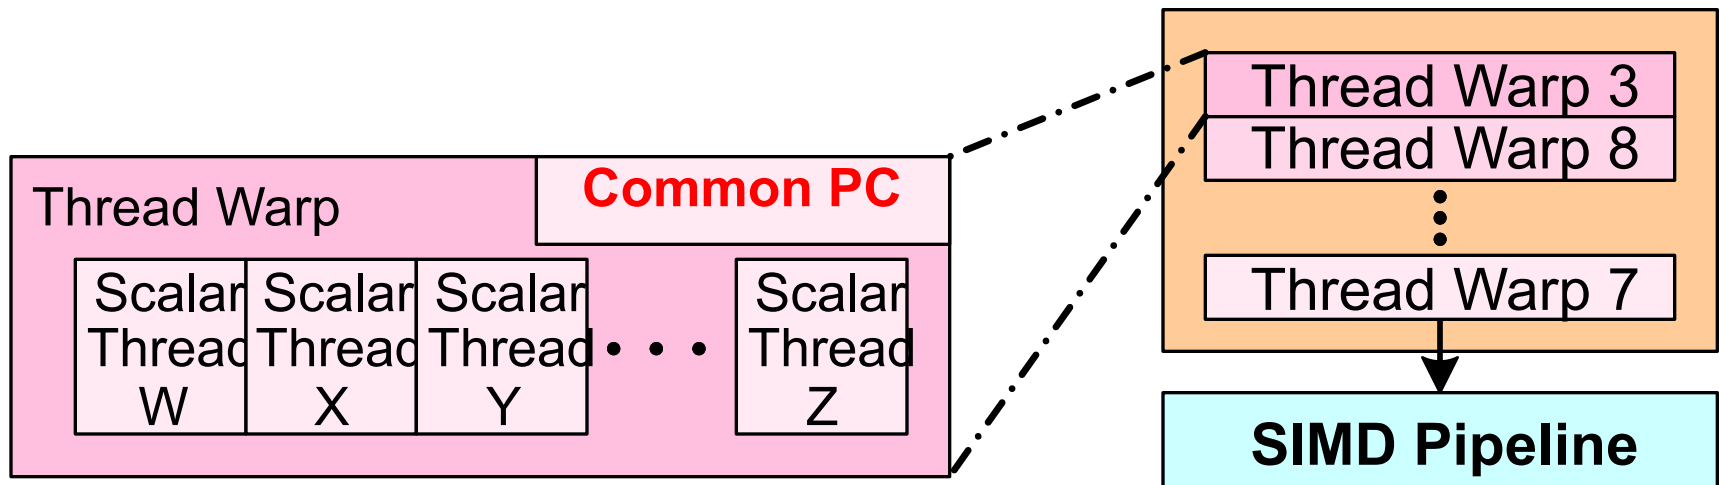 Thread Warp
Common PC
Scalar Thread W
Scalar Thread X
Scalar Thread Y
Scalar Thread Z
Thread Warp 3
Thread Warp 8
Thread Warp 7
SIMD Pipeline